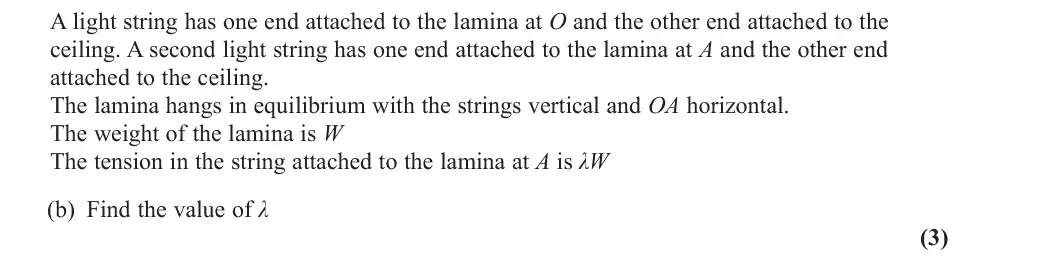 A light string has one end attached to the lamina at O and the other end attached to the
ceiling. A second light string has one end attached to the lamina at A and the other end
attached to the ceiling.
The lamina hangs in equilibrium with the strings vertical and OA horizontal.
The weight of the lamina is W
The tension in the string attached to the lamina at A is λW
(b) Find the value of λ
(3)